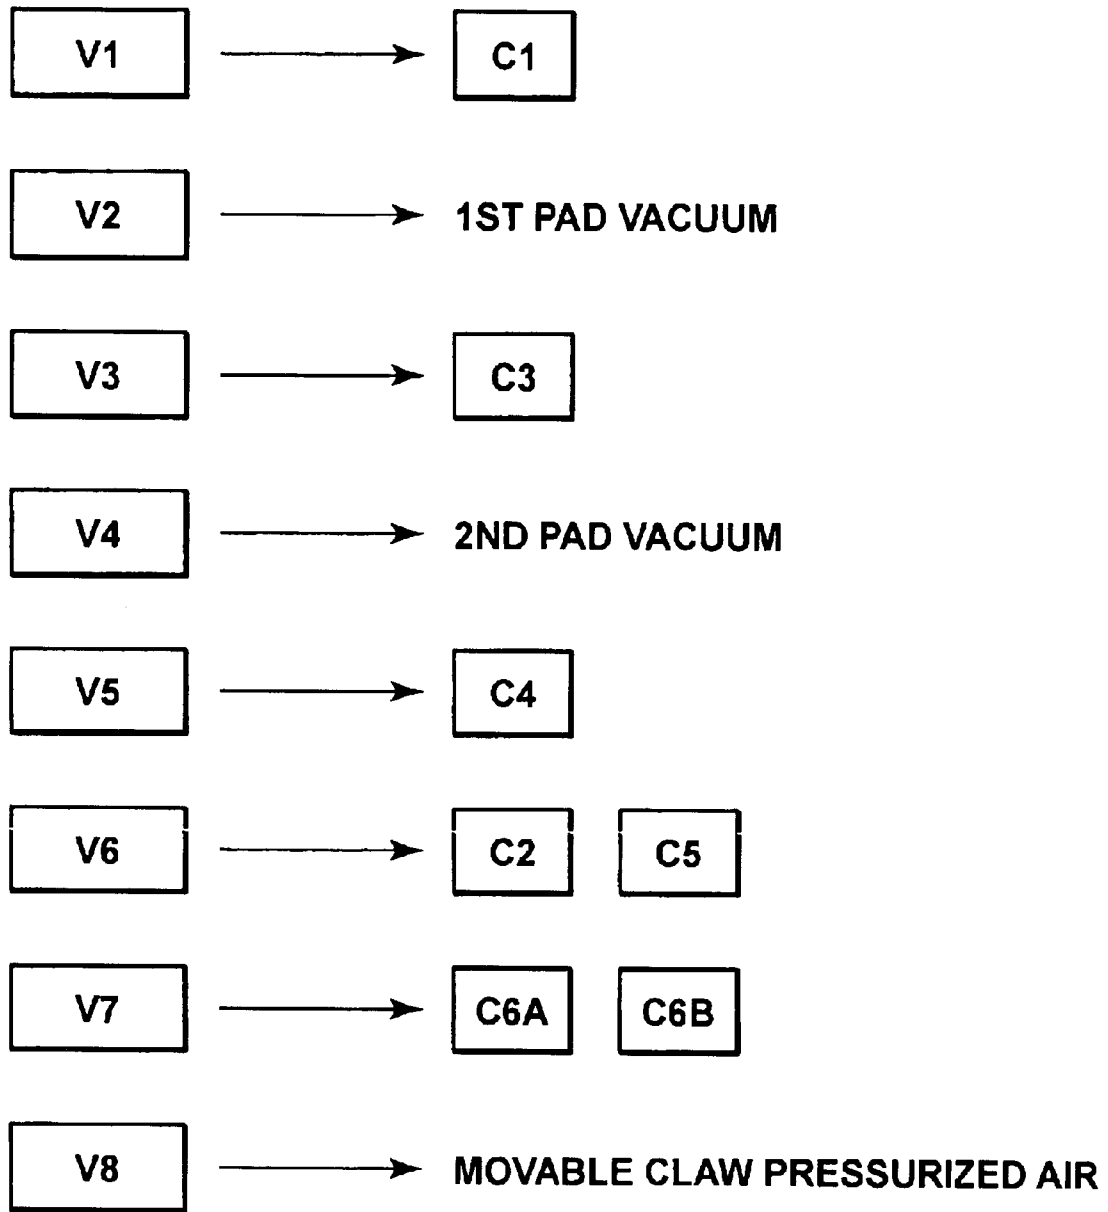 V1 C1
V2 1ST PAD VACUUM
V3 C3
V4 2ND PAD VACUUM
V5 C4
V6 C2 C5
V7 C6A C6B
V8 MOVABLE CLAW PRESSURIZED AIR